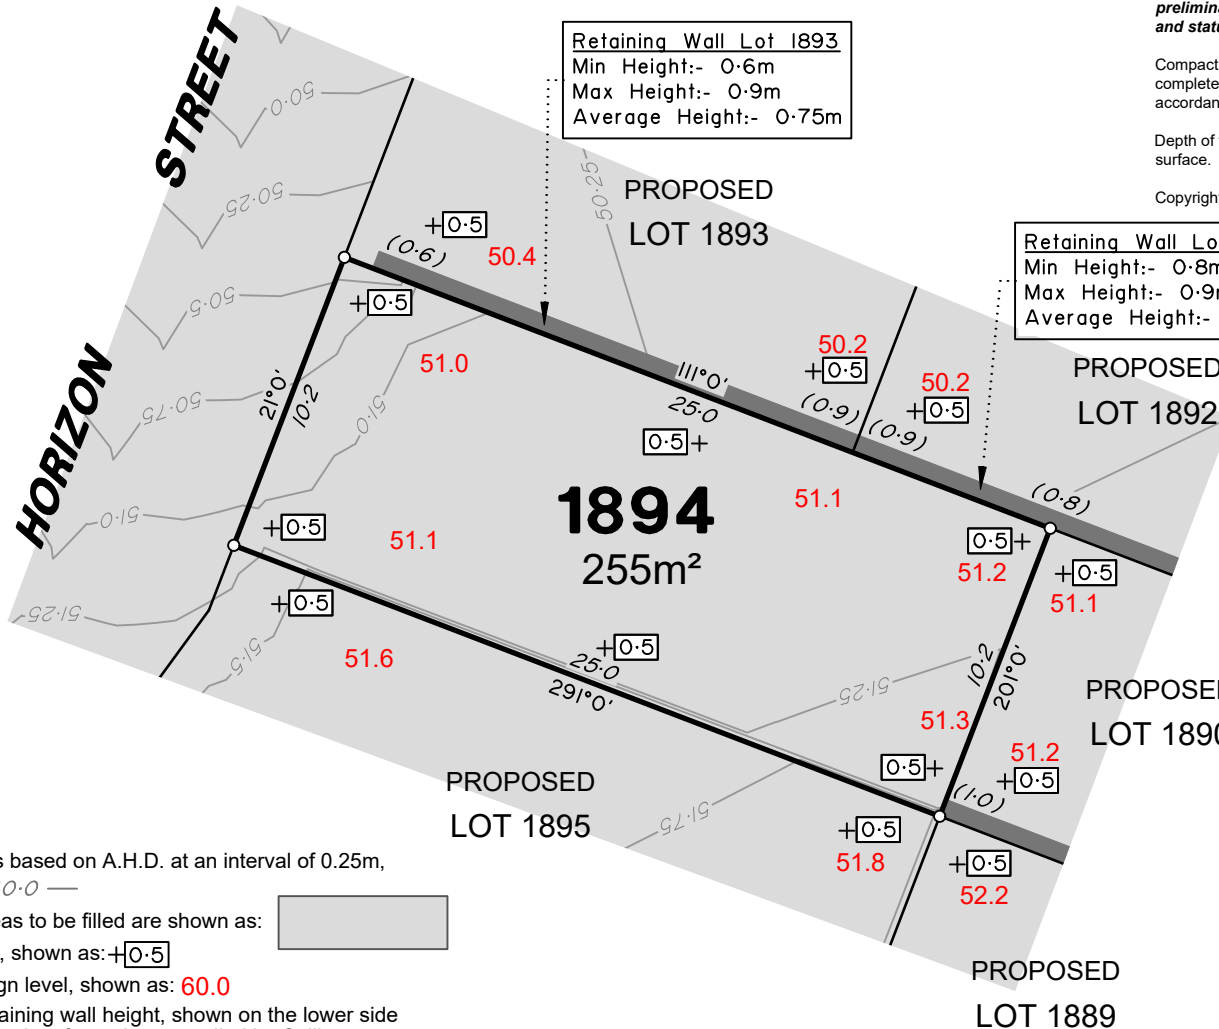 prelimina
and statu
Compact
complete
accordan
Depth of
surface.
Copyright
Retaining Wall Lot 1893
Min Height:- 0·6m
Max Height:- 0·9m
Average Height:- 0·75m
Retaining Wall Lo
Min Height:- 0·8m
Max Height:- 0·9m
Average Height:-
HORIZON STREET
50·0
50·25
50·5
50·75
51·0
51·25
51·5
50·25
51·0
PROPOSED
LOT 1893
+0·5
(0·6)
50.4
+0·5
51.0
21°0'
10·2
111°0'
25·0
50.2
+0·5
(0·9)
(0·9)
50.2
+0·5
PROPOSED
LOT 1892
(0·8)
0·5+
1894
255m²
51.1
51.1
+0·5
+0·5
51.6
0·5+
51.2
+0·5
51.1
+0·5
25·0
291°0'
51·25
10·2
201°0'
51.3
PROPOSED
LOT 1890
51.2
+0·5
0·5+
(1·0)
PROPOSED
LOT 1895
51·75
+0·5
51.8
+0·5
52.2
PROPOSED
LOT 1889
s based on A.H.D. at an interval of 0.25m,
0·0
as to be filled are shown as:
, shown as: +0·5
gn level, shown as: 60.0
aining wall height, shown on the lower side